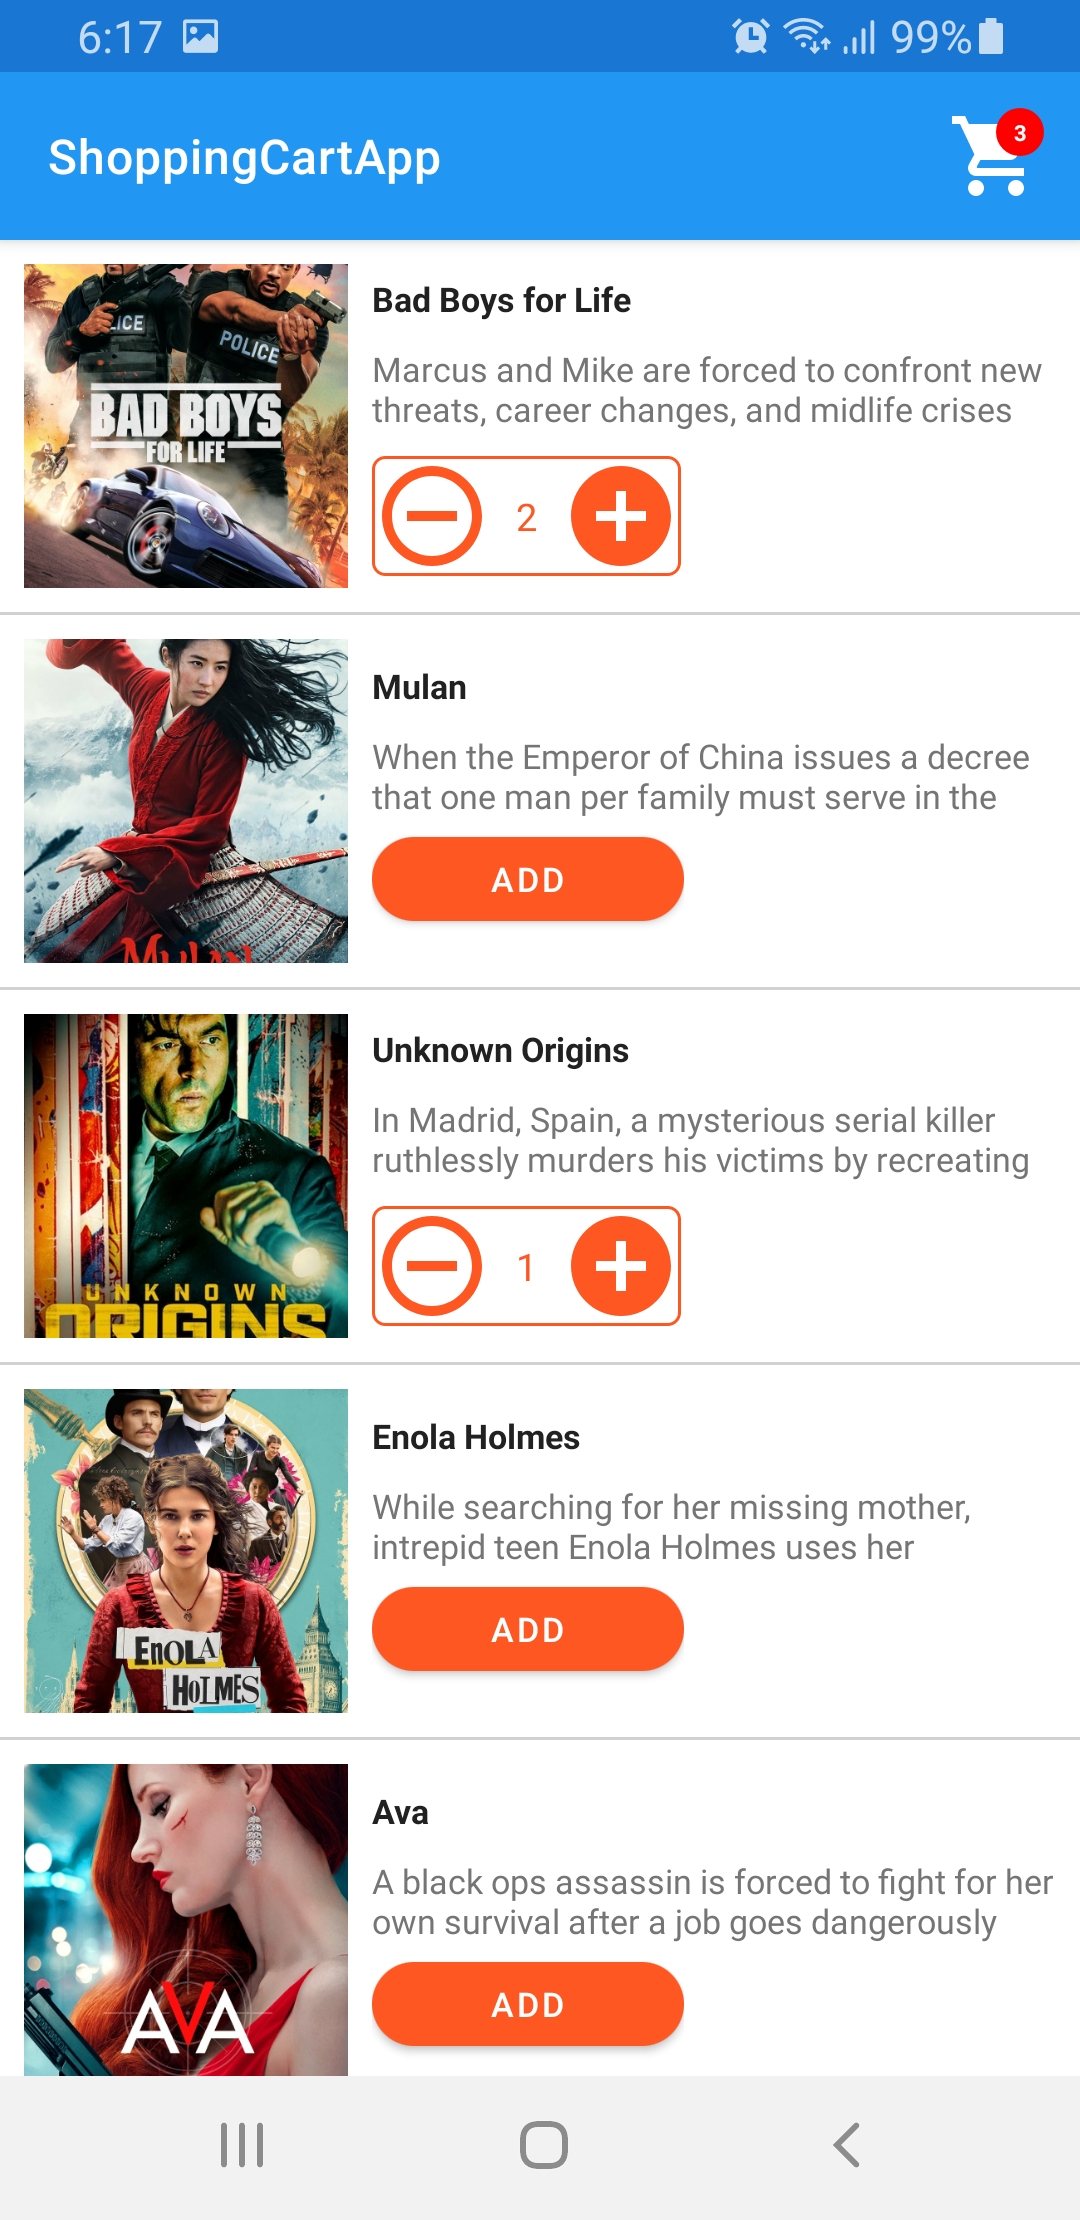 6:17
99%
ShoppingCartApp
3
LICE
POLICE
BAD BOYS
FOR LIFE
Bad Boys for Life
Marcus and Mike are forced to confront new
threats, career changes, and midlife crises
2
Mulan
When the Emperor of China issues a decree
that one man per family must serve in the
ADD
MULAN
UNKNOWN
ORIGINS
Unknown Origins
In Madrid, Spain, a mysterious serial killer
ruthlessly murders his victims by recreating
1
ENOLA
HOLMES
Enola Holmes
While searching for her missing mother,
intrepid teen Enola Holmes uses her
ADD
AVA
Ava
A black ops assassin is forced to fight for her
own survival after a job goes dangerously
ADD